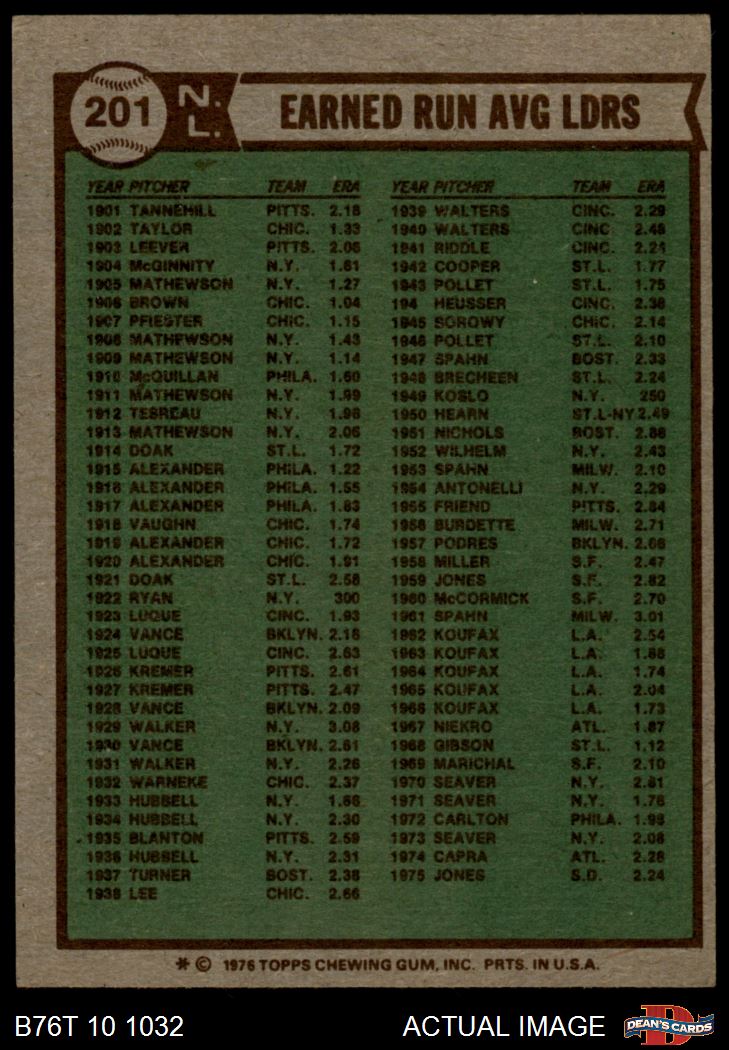 201 N.L. EARNED RUN AVG LDRS
YEAR PITCHER TEAM ERA
1901 TANNEHILL PITTS. 2.18
1902 TAYLOR CHIC. 1.33
1903 LEEVER PITTS. 2.06
1904 McGINNITY N.Y. 1.61
1905 MATHEWSON N.Y. 1.27
1906 BROWN CHIC. 1.04
1907 PFIESTER CHIC. 1.15
1908 MATHEWSON N.Y. 1.43
1909 MATHEWSON N.Y. 1.14
1910 McQUILLAN PHILA. 1.60
1911 MATHEWSON N.Y. 1.99
1912 TESREAU N.Y. 1.96
1913 MATHEWSON N.Y. 2.06
1914 DOAK ST.L. 1.72
1915 ALEXANDER PHILA. 1.22
1916 ALEXANDER PHILA. 1.55
1917 ALEXANDER PHILA. 1.83
1918 VAUGHN CHIC. 1.74
1919 ALEXANDER CHIC. 1.72
1920 ALEXANDER CHIC. 1.91
1921 DOAK ST.L. 2.58
1922 RYAN N.Y. 300
1923 LUQUE CINC. 1.93
1924 VANCE BKLYN. 2.16
1925 LUQUE CINC. 2.63
1926 KREMER PITTS. 2.61
1927 KREMER PITTS. 2.47
1928 VANCE BKLYN. 2.09
1929 WALKER N.Y. 3.08
1930 VANCE BKLYN. 2.61
1931 WALKER N.Y. 2.26
1932 WARNEKE CHIC. 2.37
1933 HUBBELL N.Y. 1.66
1934 HUBBELL N.Y. 2.30
1935 BLANTON PITTS. 2.59
1936 HUBBELL N.Y. 2.31
1937 TURNER BOST. 2.38
1938 LEE CHIC. 2.66
YEAR PITCHER TEAM ERA
1939 WALTERS CINC. 2.29
1940 WALTERS CINC. 2.48
1941 RIDDLE CINC. 2.24
1942 COOPER ST.L. 1.77
1943 POLLET ST.L. 1.75
194 HEUSSER CINC. 2.38
1945 BOROWY CHIC. 2.14
1946 POLLET ST.L. 2.10
1947 SPAHN BOST. 2.33
1948 BRECHEEN ST.L. 2.24
1949 KOSLO N.Y. 250
1950 HEARN ST.L-NY 2.49
1951 NICHOLS BOST. 2.88
1952 WILHELM N.Y. 2.43
1953 SPAHN MILW. 2.10
1954 ANTONELLI N.Y. 2.29
1955 FRIEND PITTS. 2.84
1956 BURDETTE MILW. 2.71
1957 PODRES BKLYN. 2.66
1958 MILLER S.F. 2.47
1959 JONES S.F. 2.82
1960 McCORMICK S.F. 2.70
1961 SPAHN MILW. 3.01
1962 KOUFAX L.A. 2.54
1963 KOUFAX L.A. 1.88
1964 KOUFAX L.A. 1.74
1965 KOUFAX L.A. 2.04
1966 KOUFAX L.A. 1.73
1967 NIEKRO ATL. 1.87
1968 GIBSON ST.L. 1.12
1969 MARICHAL S.F. 2.10
1970 SEAVER N.Y. 2.81
1971 SEAVER N.Y. 1.76
1972 CARLTON PHILA. 1.98
1973 SEAVER N.Y. 2.08
1974 CAPRA ATL. 2.28
1975 JONES S.D. 2.24
* © 1976 TOPPS CHEWING GUM, INC. PRTS. IN U.S.A.
B76T 10 1032 ACTUAL IMAGE DEAN'S CARDS